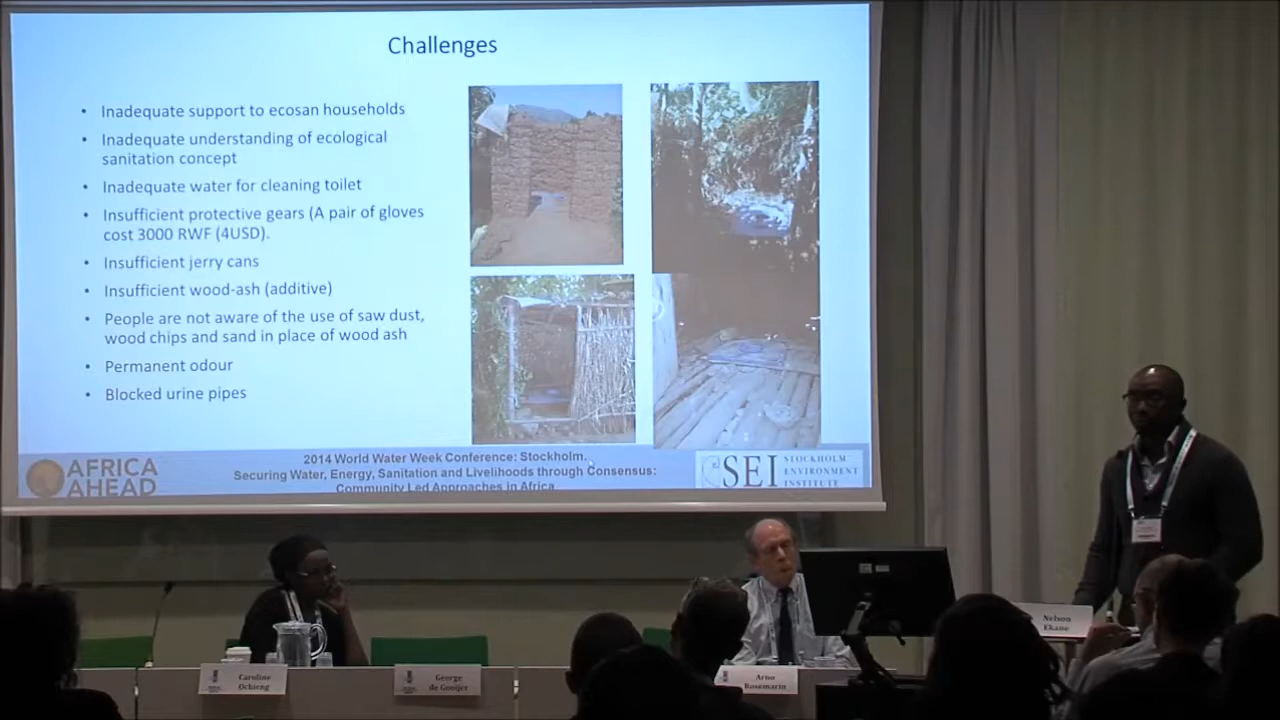 Challenges
• Inadequate support to ecosan households
• Inadequate understanding of ecological
sanitation concept
• Inadequate water for cleaning toilet
• Insufficient protective gears (A pair of gloves
cost 3000 RWF (4USD).
• Insufficient jerry cans
• Insufficient wood-ash (additive)
• People are not aware of the use of saw dust,
wood chips and sand in place of wood ash
• Permanent odour
• Blocked urine pipes
AFRICA
AHEAD
2014 World Water Week Conference: Stockholm.
Securing Water, Energy, Sanitation and Livelihoods through Consensus:
Community Led Approaches in Africa
SEI
STOCKHOLM
ENVIRONMENT
INSTITUTE
Caroline
Ochieng
George
de Gooijer
Arno
Rosemarin
Nelson
Ekane